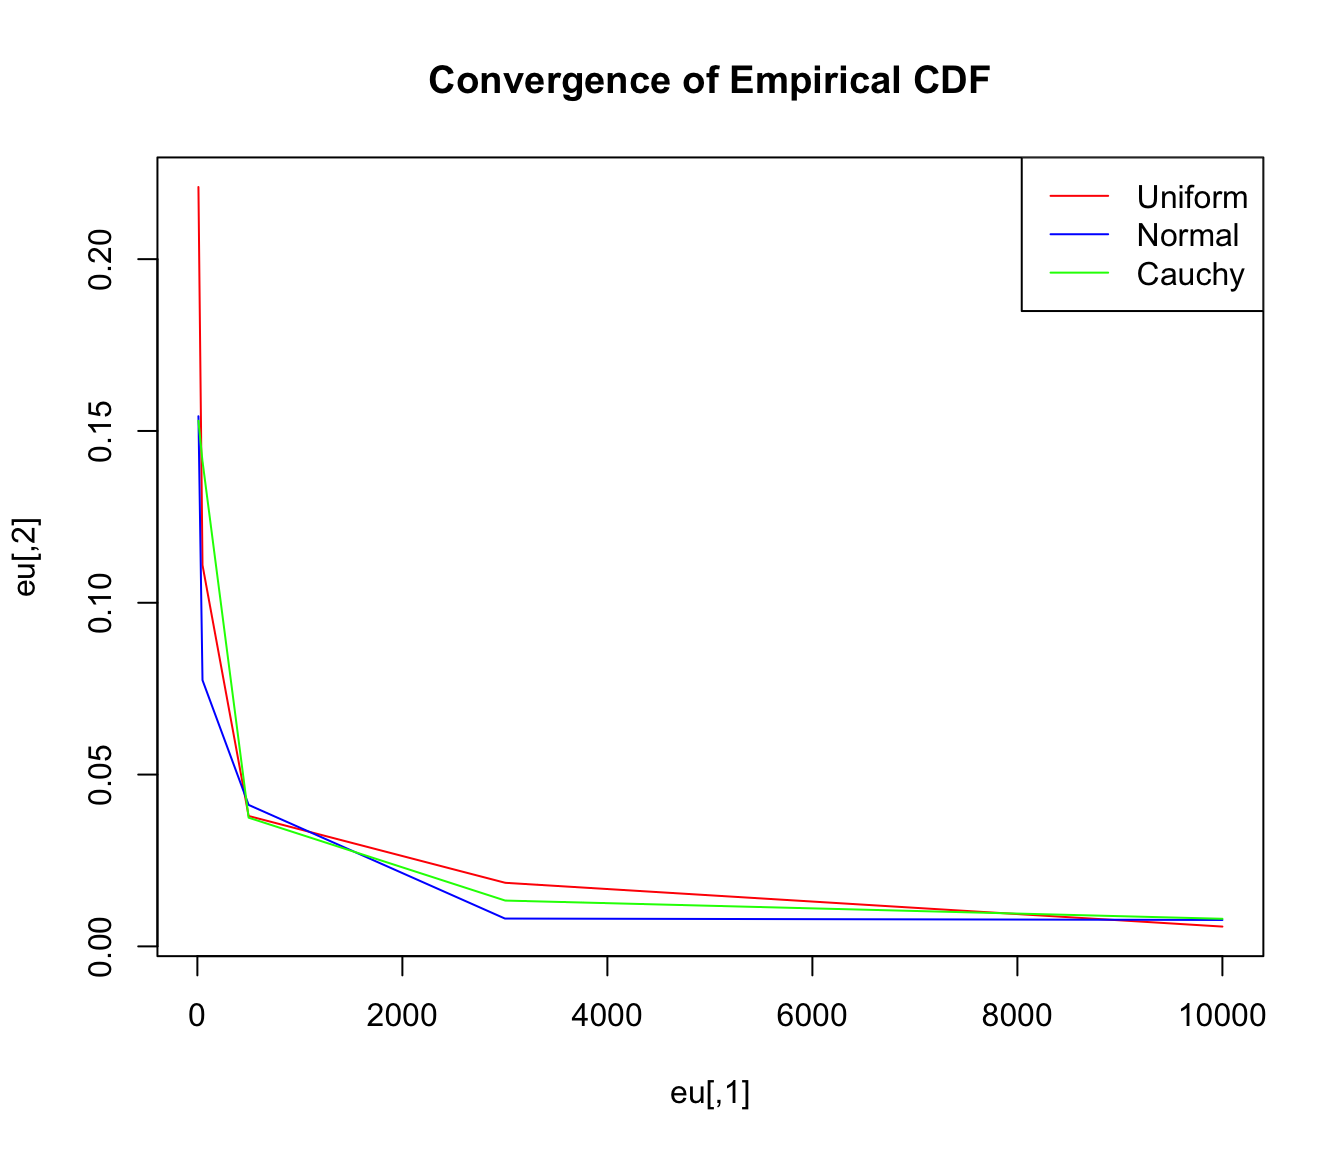 Convergence of Empirical CDF
Uniform
Normal
Cauchy
0.20
0.15
0.10
0.05
0.00
eu[,2]
0 2000 4000 6000 8000 10000
eu[,1]